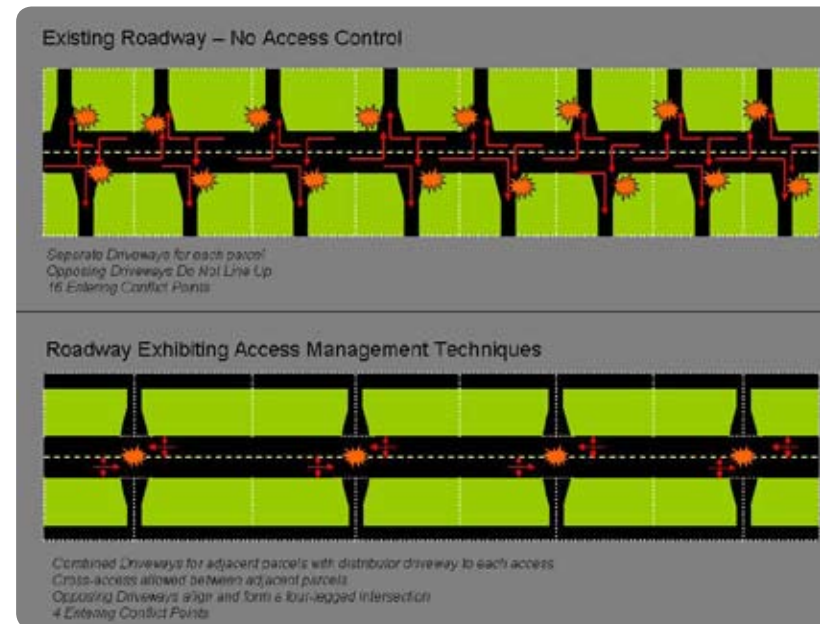 Existing Roadway – No Access Control
Separate Driveways for each parcel
Opposing Driveways Do Not Line Up
16 Entering Conflict Points
Roadway Exhibiting Access Management Techniques
Combined Driveways for adjacent parcels with distributor driveway to each access
Cross-access allowed between adjacent parcels
Opposing Driveways align and form a four-legged intersection
4 Entering Conflict Points